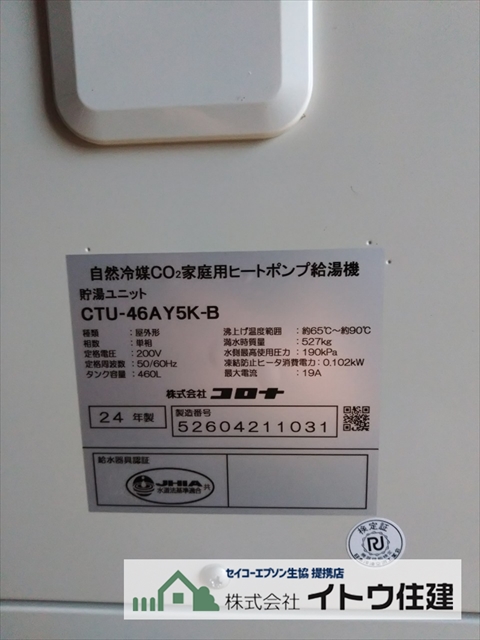 自然冷媒CO₂家庭用ヒートポンプ給湯機
貯湯ユニット
CTU-46AY5K-B
種類 : 屋外形
相数 : 単相
定格電圧 : 200V
定格周波数 : 50/60Hz
タンク容量 : 460L
沸上げ温度範囲 : 約65℃～約90℃
満水時質量 : 527kg
水側最高使用圧力 : 190kPa
凍結防止ヒータ消費電力 : 0.102kW
最大電流 : 19A
株式会社 コロナ
24 年製
製造番号
52604211031
給水器具認証
JHIA R
検定証
セイコーエプソン生協 提携店
株式会社 イトウ住建